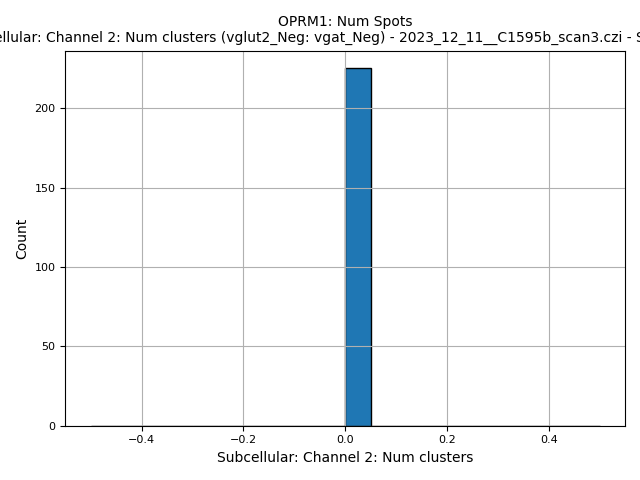 OPRM1: Num Spots
ellular: Channel 2: Num clusters (vglut2_Neg: vgat_Neg) - 2023_12_11__C1595b_scan3.czi - S
200
150
100
50
0
Count
−0.4 −0.2 0.0 0.2 0.4
Subcellular: Channel 2: Num clusters